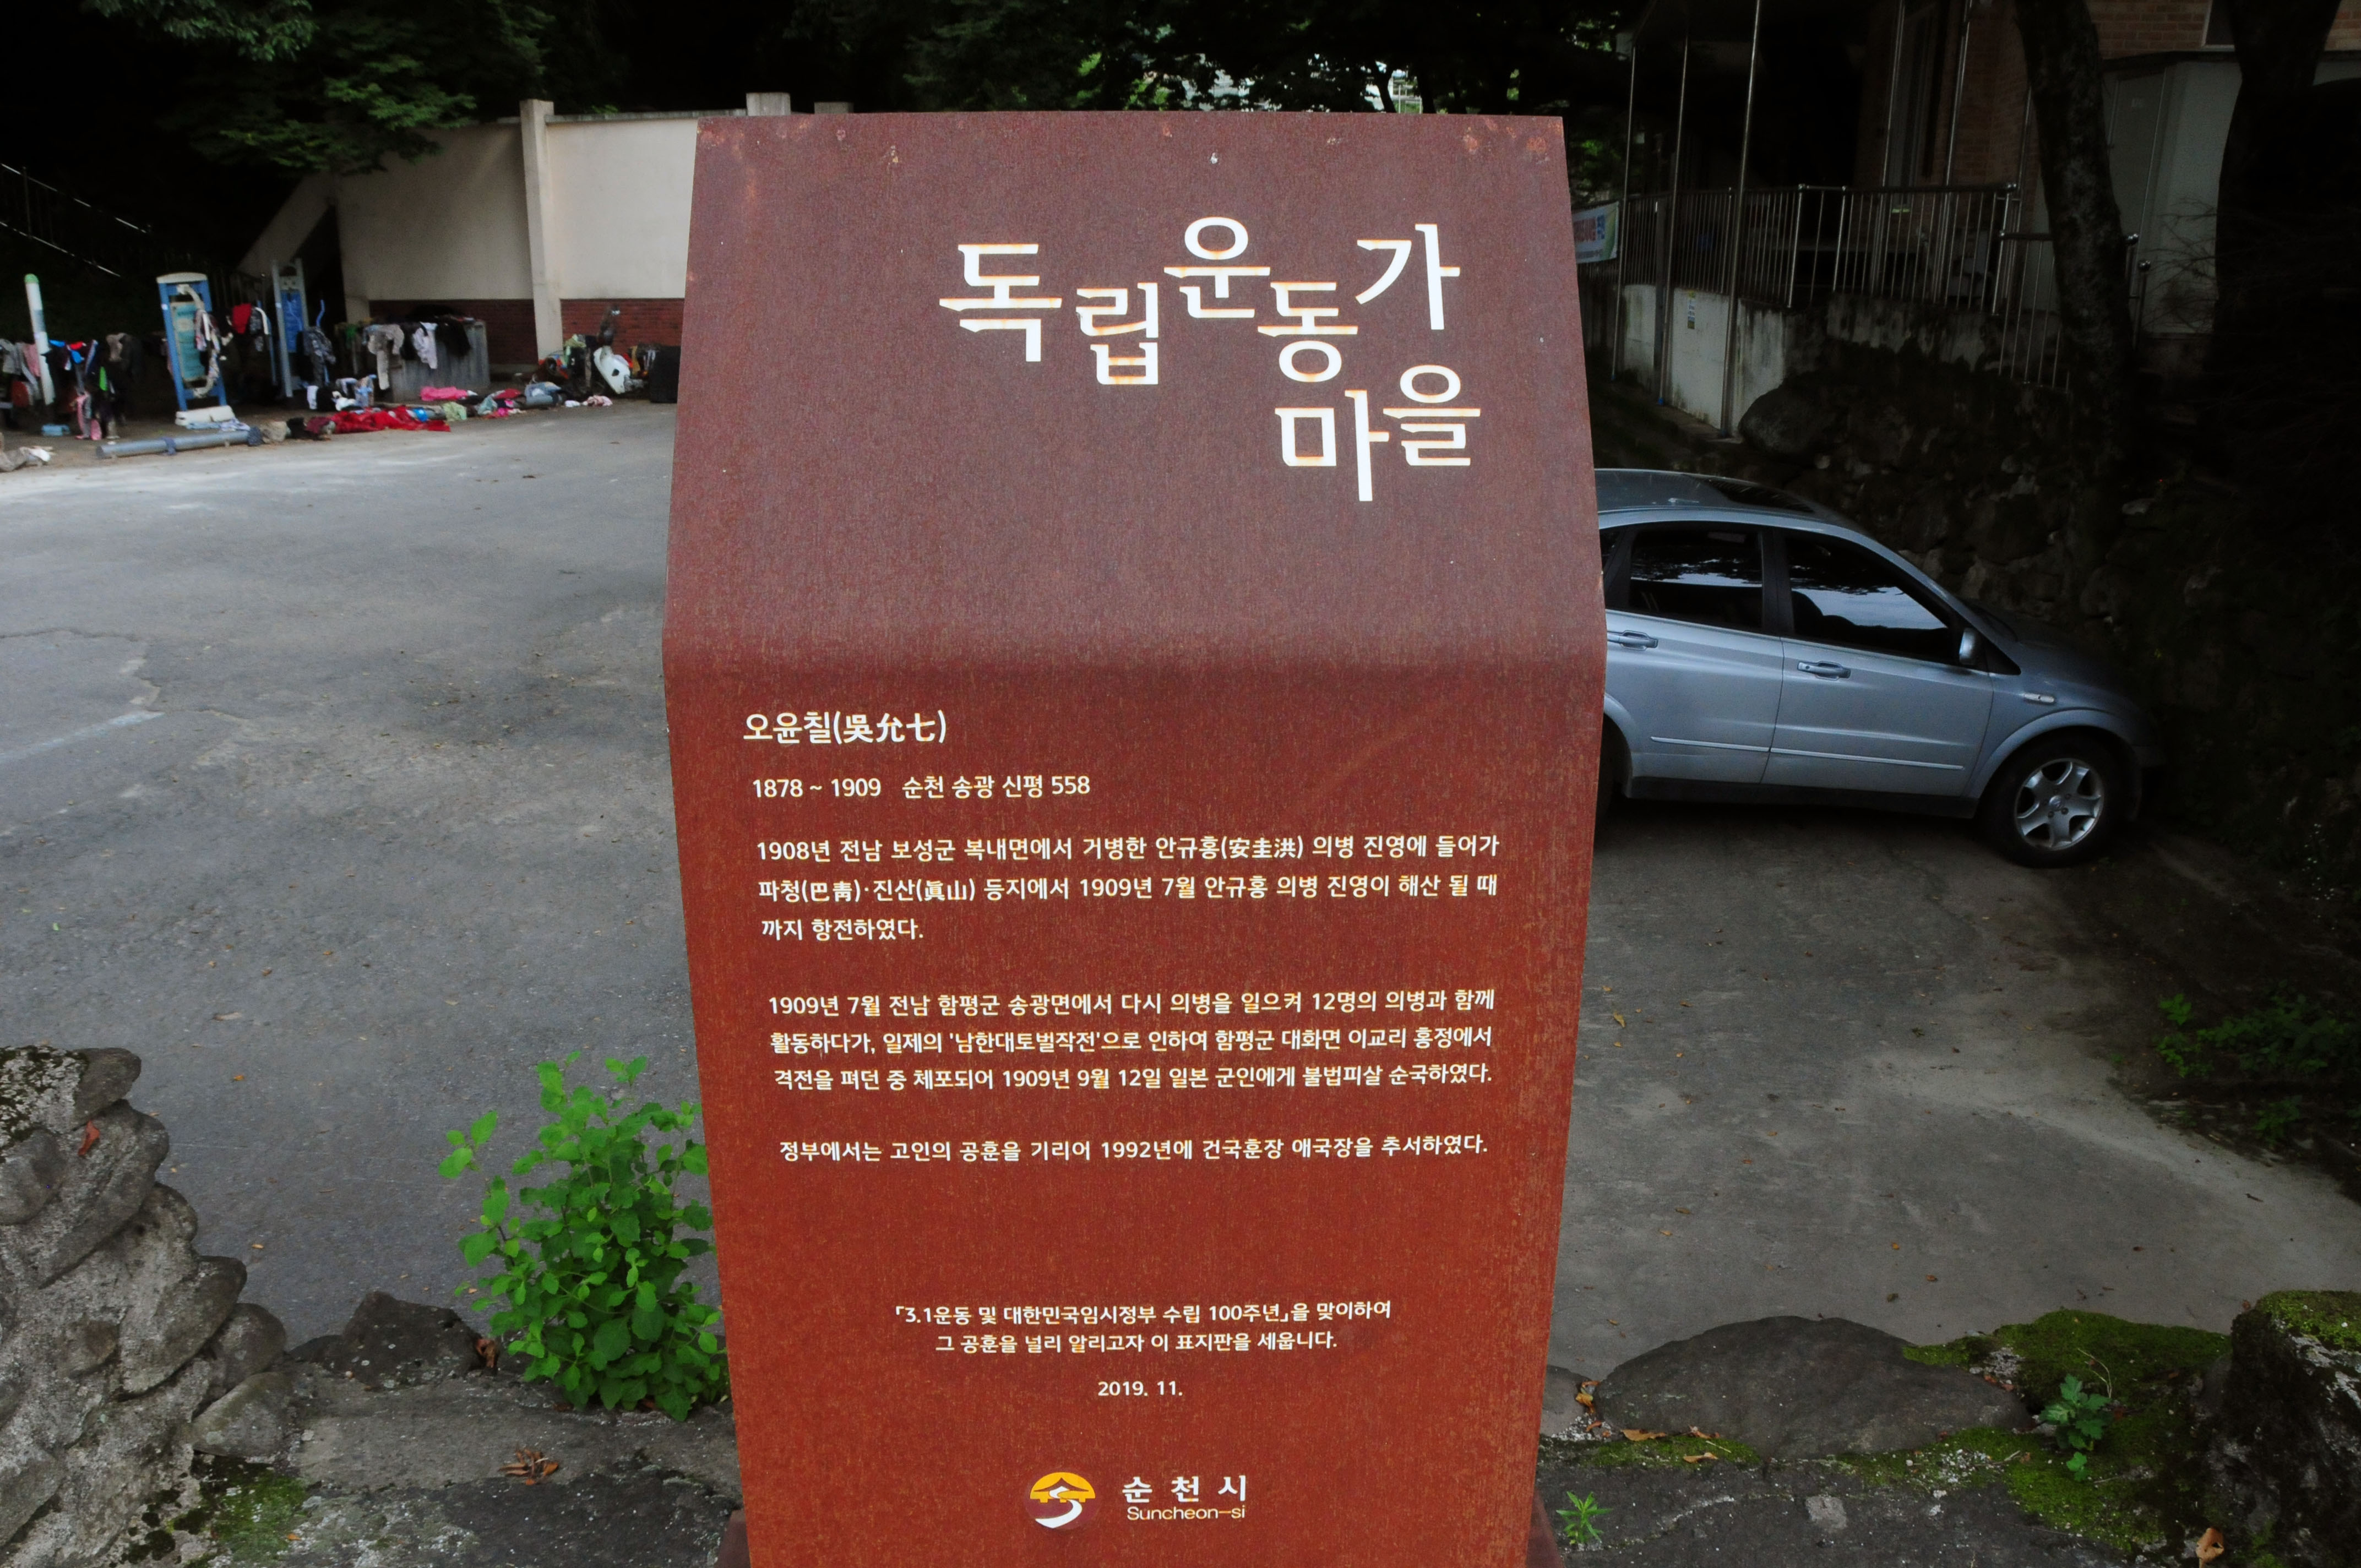 독립운동가
마을
오윤칠(吳允七)
1878 ~ 1909 순천 송광 신평 558
1908년 전남 보성군 복내면에서 거병한 안규홍(安圭洪) 의병 진영에 들어가
파청(巴靑)·진산(眞山) 등지에서 1909년 7월 안규홍 의병 진영이 해산 될 때
까지 항전하였다.
1909년 7월 전남 함평군 송광면에서 다시 의병을 일으켜 12명의 의병과 함께
활동하다가, 일제의 '남한대토벌작전'으로 인하여 함평군 대화면 이교리 흥정에서
격전을 펴던 중 체포되어 1909년 9월 12일 일본 군인에게 불법피살 순국하였다.
정부에서는 고인의 공훈을 기리어 1992년에 건국훈장 애국장을 추서하였다.
「3.1운동 및 대한민국임시정부 수립 100주년」을 맞이하여
그 공훈을 널리 알리고자 이 표지판을 세웁니다.
2019. 11.
순천시
Suncheon-si